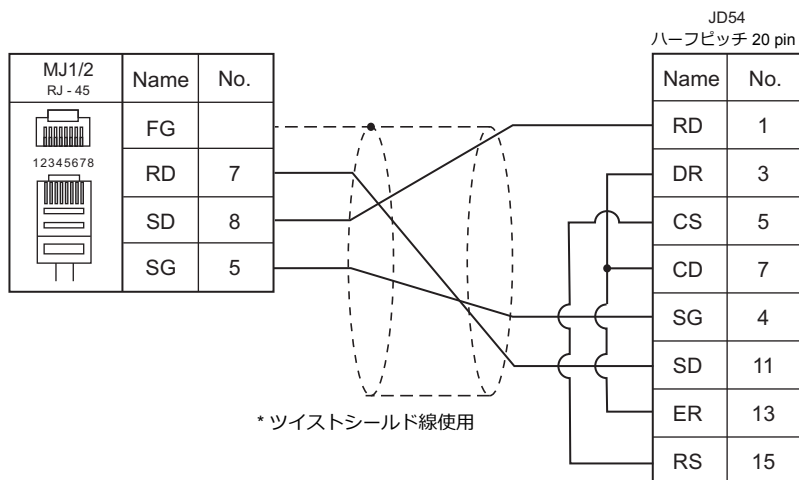 JD54
ハーフピッチ 20 pin
MJ1/2
RJ - 45
Name No.
12345678
FG
RD 7
SD 8
SG 5
Name No.
RD 1
DR 3
CS 5
CD 7
SG 4
SD 11
ER 13
RS 15
* ツイストシールド線使用